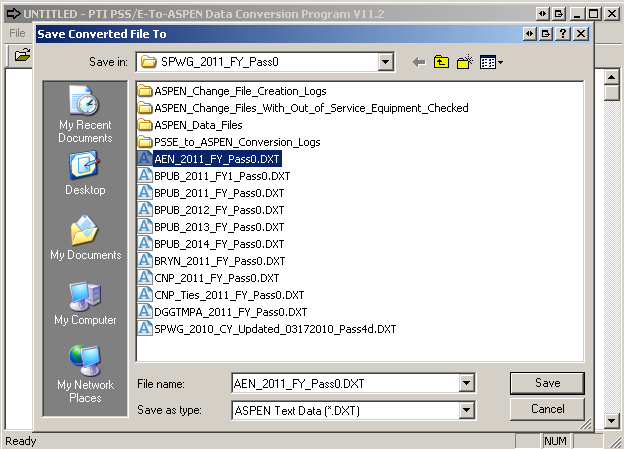 UNTITLED - PTI PSS/E-To-ASPEN Data Conversion Program V11.2
File
Save Converted File To
Save in:
SPWG_2011_FY_Pass0
My Recent
Documents
Desktop
My Documents
My Computer
My Network
Places
ASPEN_Change_File_Creation_Logs
ASPEN_Change_Files_With_Out_of_Service_Equipment_Checked
ASPEN_Data_Files
PSSE_to_ASPEN_Conversion_Logs
AEN_2011_FY_Pass0.DXT
BPUB_2011_FY1_Pass0.DXT
BPUB_2011_FY_Pass0.DXT
BPUB_2012_FY_Pass0.DXT
BPUB_2013_FY_Pass0.DXT
BPUB_2014_FY_Pass0.DXT
BRYN_2011_FY_Pass0.DXT
CNP_2011_FY_Pass0.DXT
CNP_Ties_2011_FY_Pass0.DXT
DGGTMPA_2011_FY_Pass0.DXT
SPWG_2010_CY_Updated_03172010_Pass4d.DXT
File name:
AEN_2011_FY_Pass0.DXT
Save
Save as type:
ASPEN Text Data (*.DXT)
Cancel
Ready
NUM